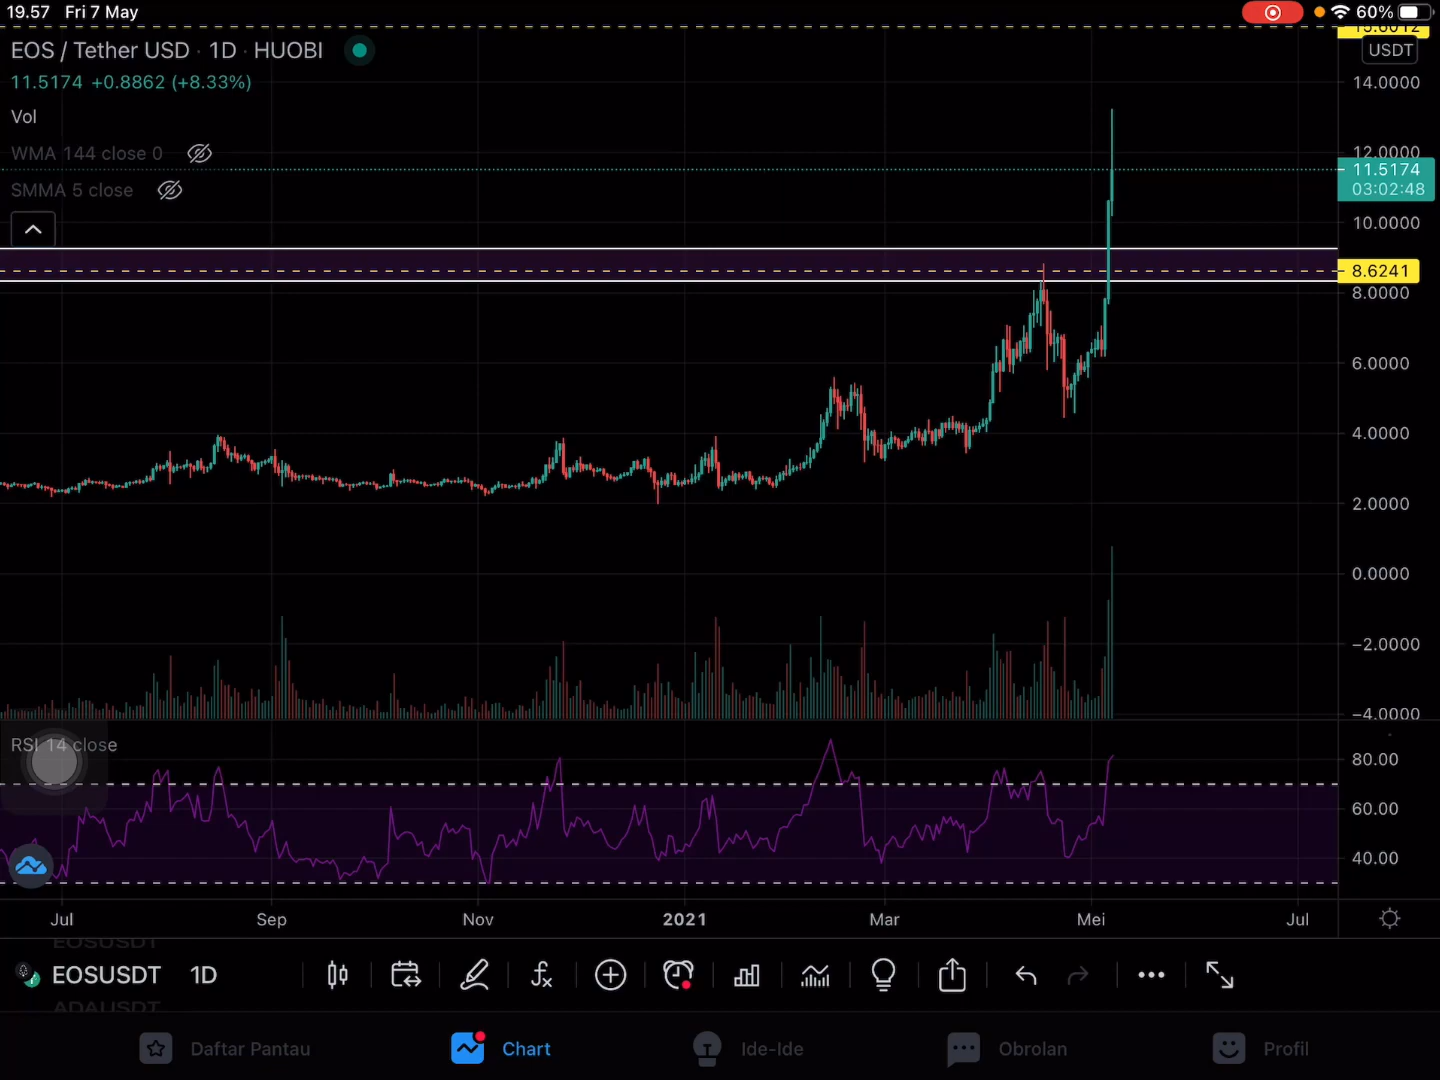 19.57 Fri 7 May
60%
EOS / Tether USD · 1D · HUOBI
11.5174 +0.8862 (+8.33%)
Vol
WMA 144 close 0
SMMA 5 close
USDT
14.0000
12.0000
11.5174
03:02:48
10.0000
8.6241
8.0000
6.0000
4.0000
2.0000
0.0000
−2.0000
−4.0000
RSI 14 close
80.00
60.00
40.00
Jul Sep Nov 2021 Mar Mei Jul
EOSUSDT
EOSUSDT 1D
ADAUSDT
Daftar Pantau Chart Ide-Ide Obrolan Profil